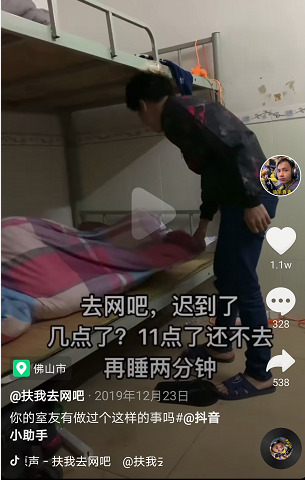 去网吧，迟到了
几点了？11点了还不去
再睡两分钟
1.1w
328
538
佛山市
@扶我去网吧 · 2019年12月23日
你的室友有做过个这样的事吗#@抖音
小助手
声 - 扶我去网吧 @扶我